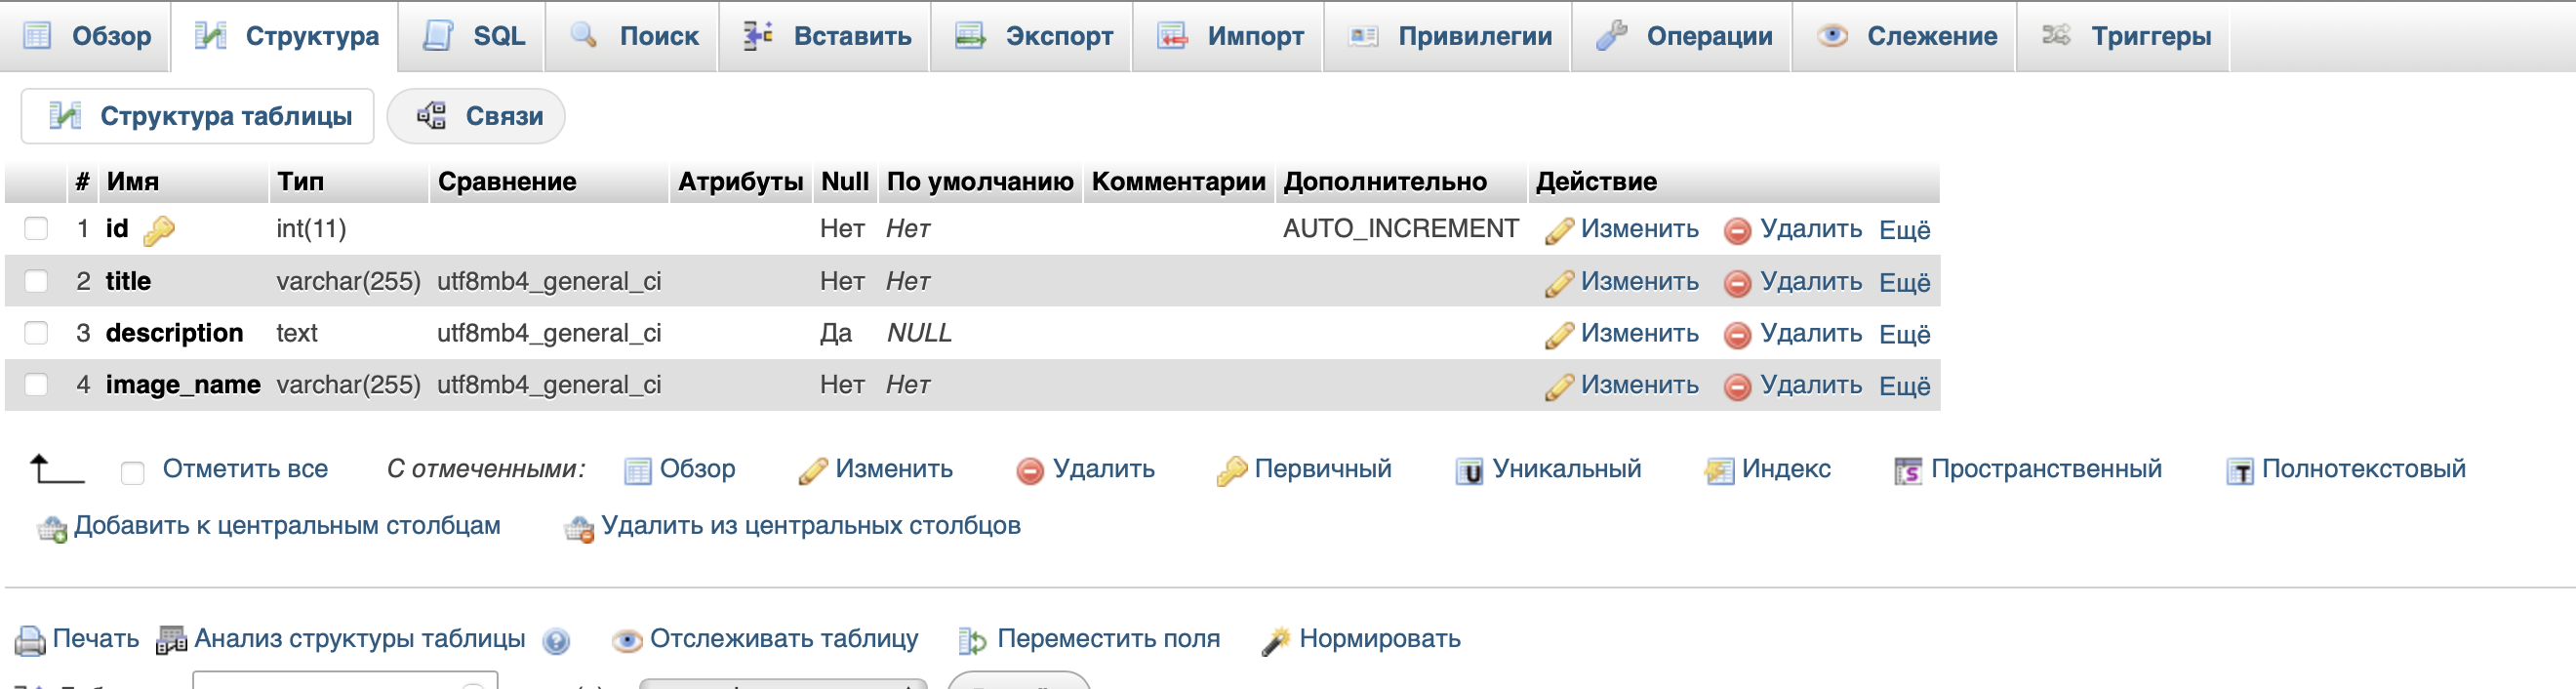 Обзор Структура SQL Поиск Вставить Экспорт Импорт Привилегии Операции Слежение Триггеры
Структура таблицы Связи
# Имя Тип Сравнение Атрибуты Null По умолчанию Комментарии Дополнительно Действие
1 id int(11) Нет Нет AUTO_INCREMENT Изменить Удалить Ещё
2 title varchar(255) utf8mb4_general_ci Нет Нет Изменить Удалить Ещё
3 description text utf8mb4_general_ci Да NULL Изменить Удалить Ещё
4 image_name varchar(255) utf8mb4_general_ci Нет Нет Изменить Удалить Ещё
Отметить все С отмеченными: Обзор Изменить Удалить Первичный Уникальный Индекс Пространственный Полнотекстовый
Добавить к центральным столбцам Удалить из центральных столбцов
Печать Анализ структуры таблицы Отслеживать таблицу Переместить поля Нормировать